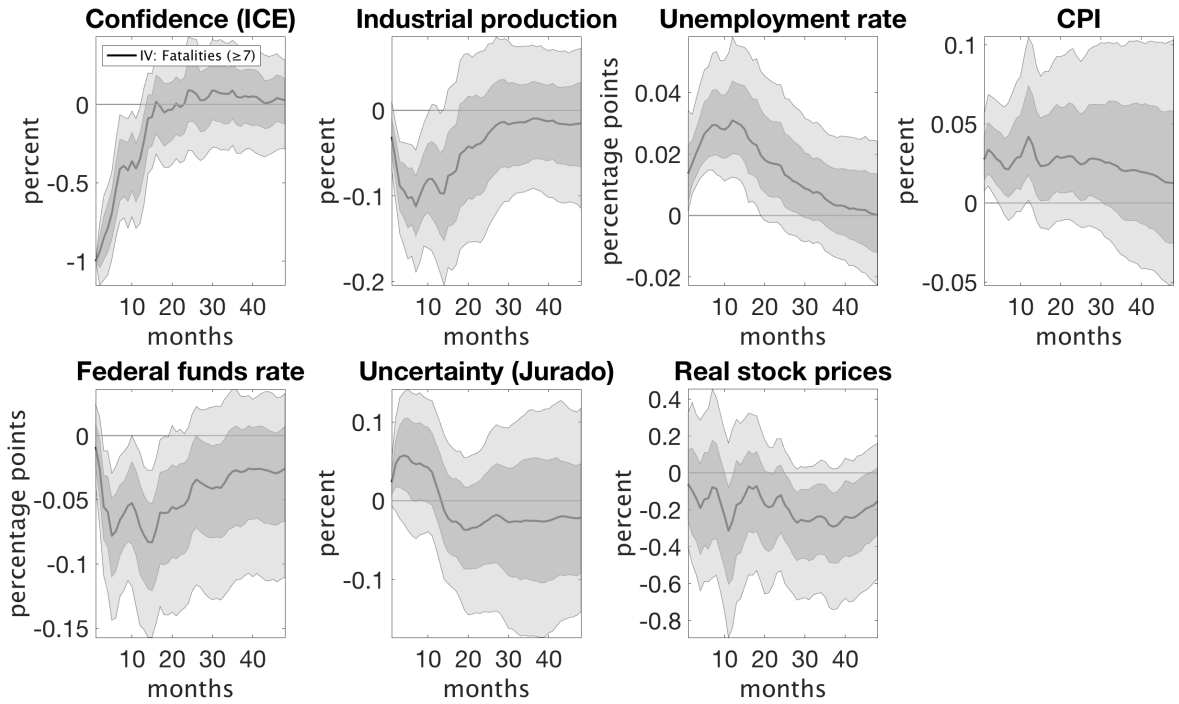 Confidence (ICE)
IV: Fatalities (≥7)
0
-0.5
-1
percent
10 20 30 40
months
Industrial production
0
-0.1
-0.2
percent
10 20 30 40
months
Unemployment rate
0.04
0.02
0
-0.02
percentage points
10 20 30 40
months
CPI
0.1
0.05
0
-0.05
percent
10 20 30 40
months
Federal funds rate
0
-0.05
-0.1
-0.15
percentage points
10 20 30 40
months
Uncertainty (Jurado)
0.1
0
-0.1
percent
10 20 30 40
months
Real stock prices
0.4
0.2
0
-0.2
-0.4
-0.6
-0.8
percent
10 20 30 40
months